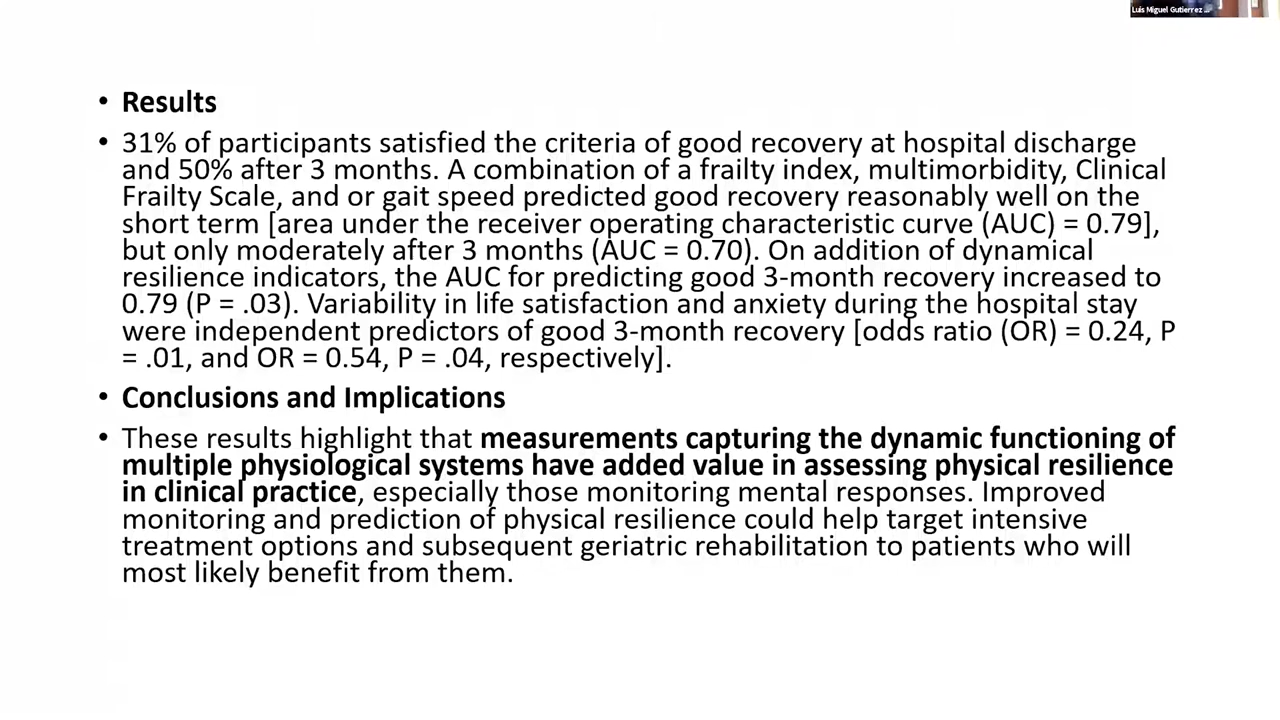 Luis Miguel Gutierrez ...
• Results
• 31% of participants satisfied the criteria of good recovery at hospital discharge
and 50% after 3 months. A combination of a frailty index, multimorbidity, Clinical
Frailty Scale, and or gait speed predicted good recovery reasonably well on the
short term [area under the receiver operating characteristic curve (AUC) = 0.79],
but only moderately after 3 months (AUC = 0.70). On addition of dynamical
resilience indicators, the AUC for predicting good 3-month recovery increased to
0.79 (P = .03). Variability in life satisfaction and anxiety during the hospital stay
were independent predictors of good 3-month recovery [odds ratio (OR) = 0.24, P
= .01, and OR = 0.54, P = .04, respectively].
• Conclusions and Implications
• These results highlight that measurements capturing the dynamic functioning of
multiple physiological systems have added value in assessing physical resilience
in clinical practice, especially those monitoring mental responses. Improved
monitoring and prediction of physical resilience could help target intensive
treatment options and subsequent geriatric rehabilitation to patients who will
most likely benefit from them.